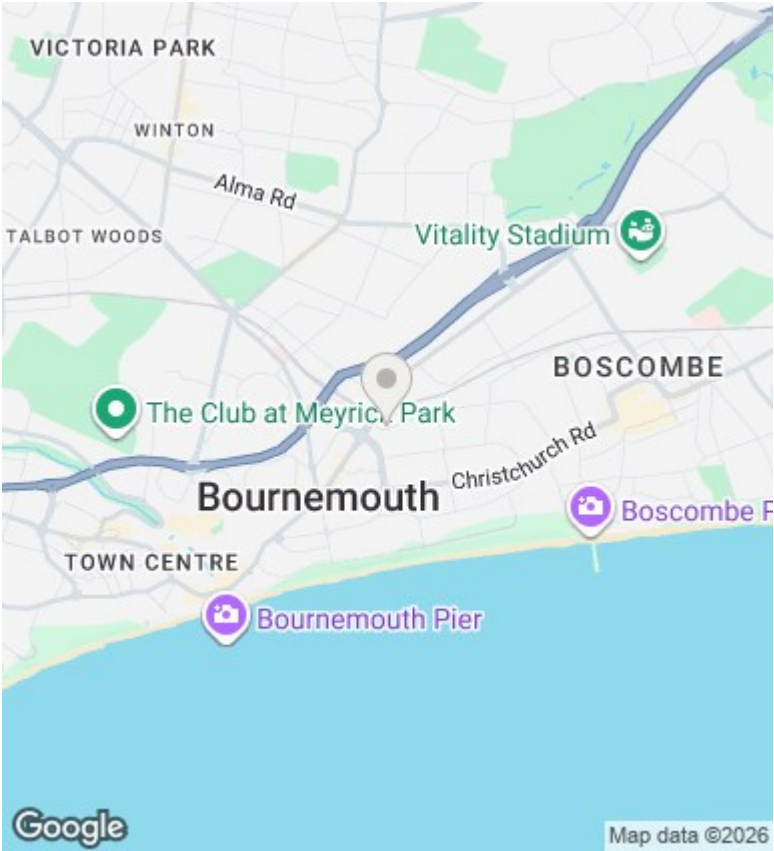 VICTORIA PARK
WINTON
Alma Rd
TALBOT WOODS
Vitality Stadium
BOSCOMBE
The Club at Meyrick Park
Christchurch Rd
Bournemouth
Boscombe P
TOWN CENTRE
Bournemouth Pier
Google
Map data ©2026